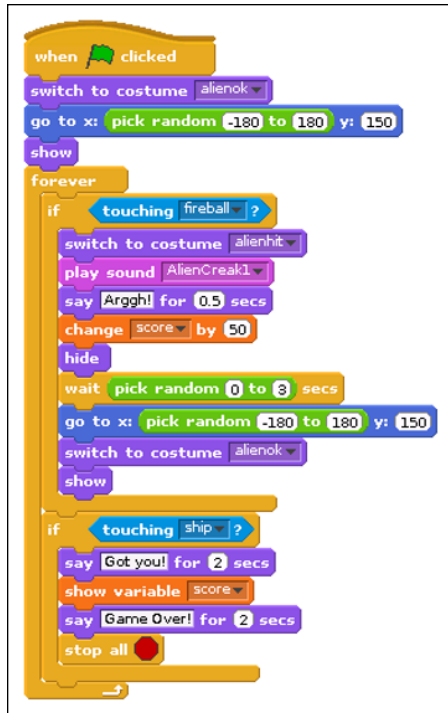 when clicked
switch to costume alienok
go to x: pick random -180 to 180 y: 150
show
forever
if touching fireball ?
switch to costume alienhit
play sound AlienCreak1
say Arggh! for 0.5 secs
change score by 50
hide
wait pick random 0 to 3 secs
go to x: pick random -180 to 180 y: 150
switch to costume alienok
show
if touching ship ?
say Got you! for 2 secs
show variable score
say Game Over! for 2 secs
stop all